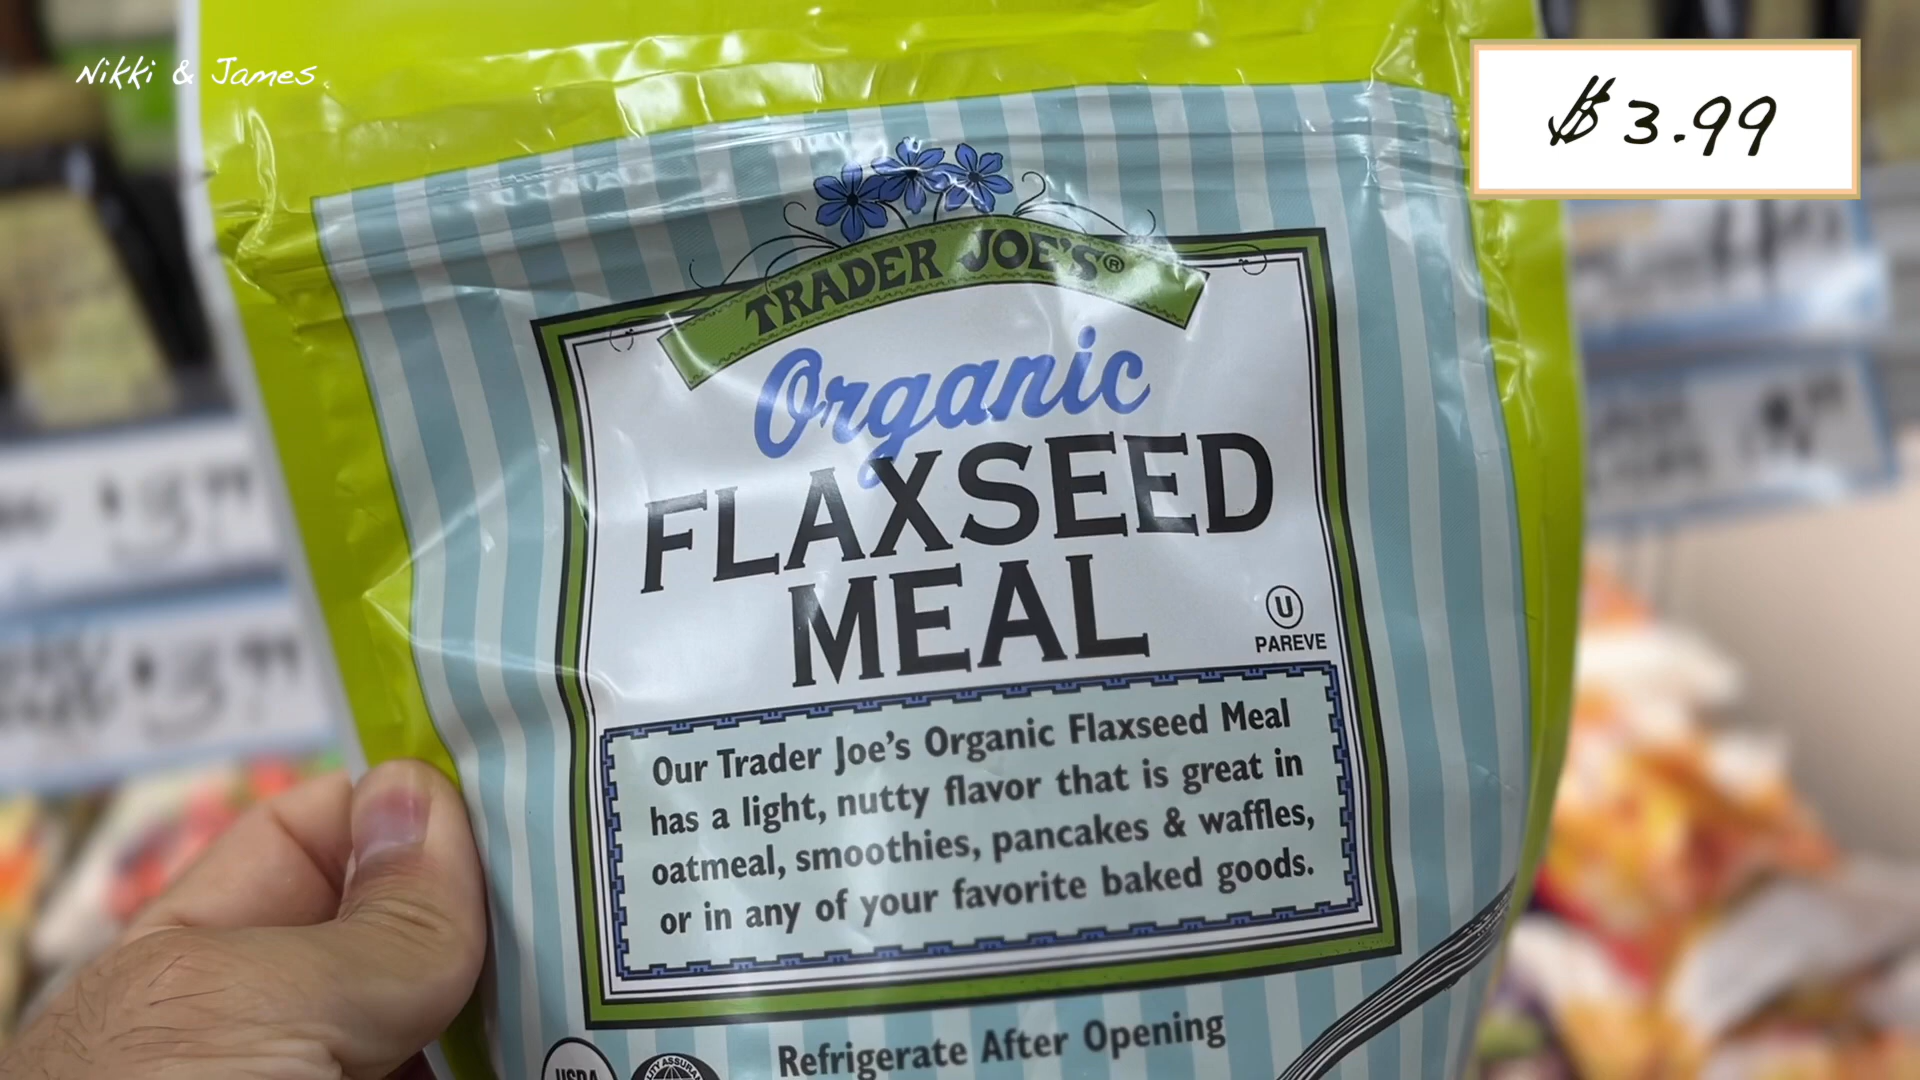 Nikki & James
$3.99
TRADER JOE'S®
Organic
FLAXSEED
MEAL
U
PAREVE
Our Trader Joe's Organic Flaxseed Meal
has a light, nutty flavor that is great in
oatmeal, smoothies, pancakes & waffles,
or in any of your favorite baked goods.
Refrigerate After Opening
USDA